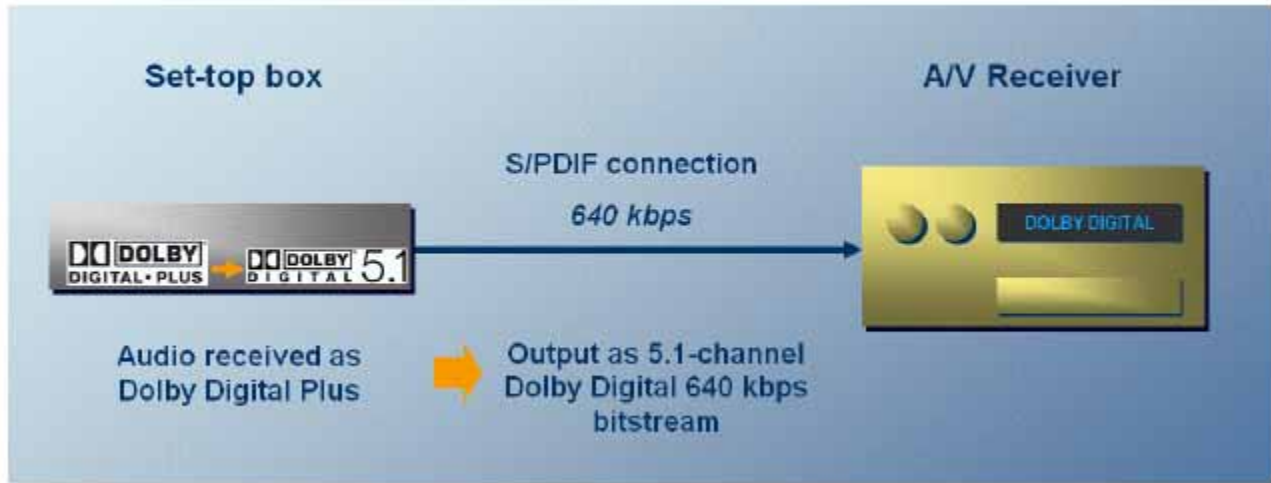 Set-top box
A/V Receiver
S/PDIF connection
640 kbps
DOLBY DIGITAL
DOLBY
DIGITAL·PLUS
DOLBY
DIGITAL 5.1
Audio received as
Dolby Digital Plus
Output as 5.1-channel
Dolby Digital 640 kbps
bitstream